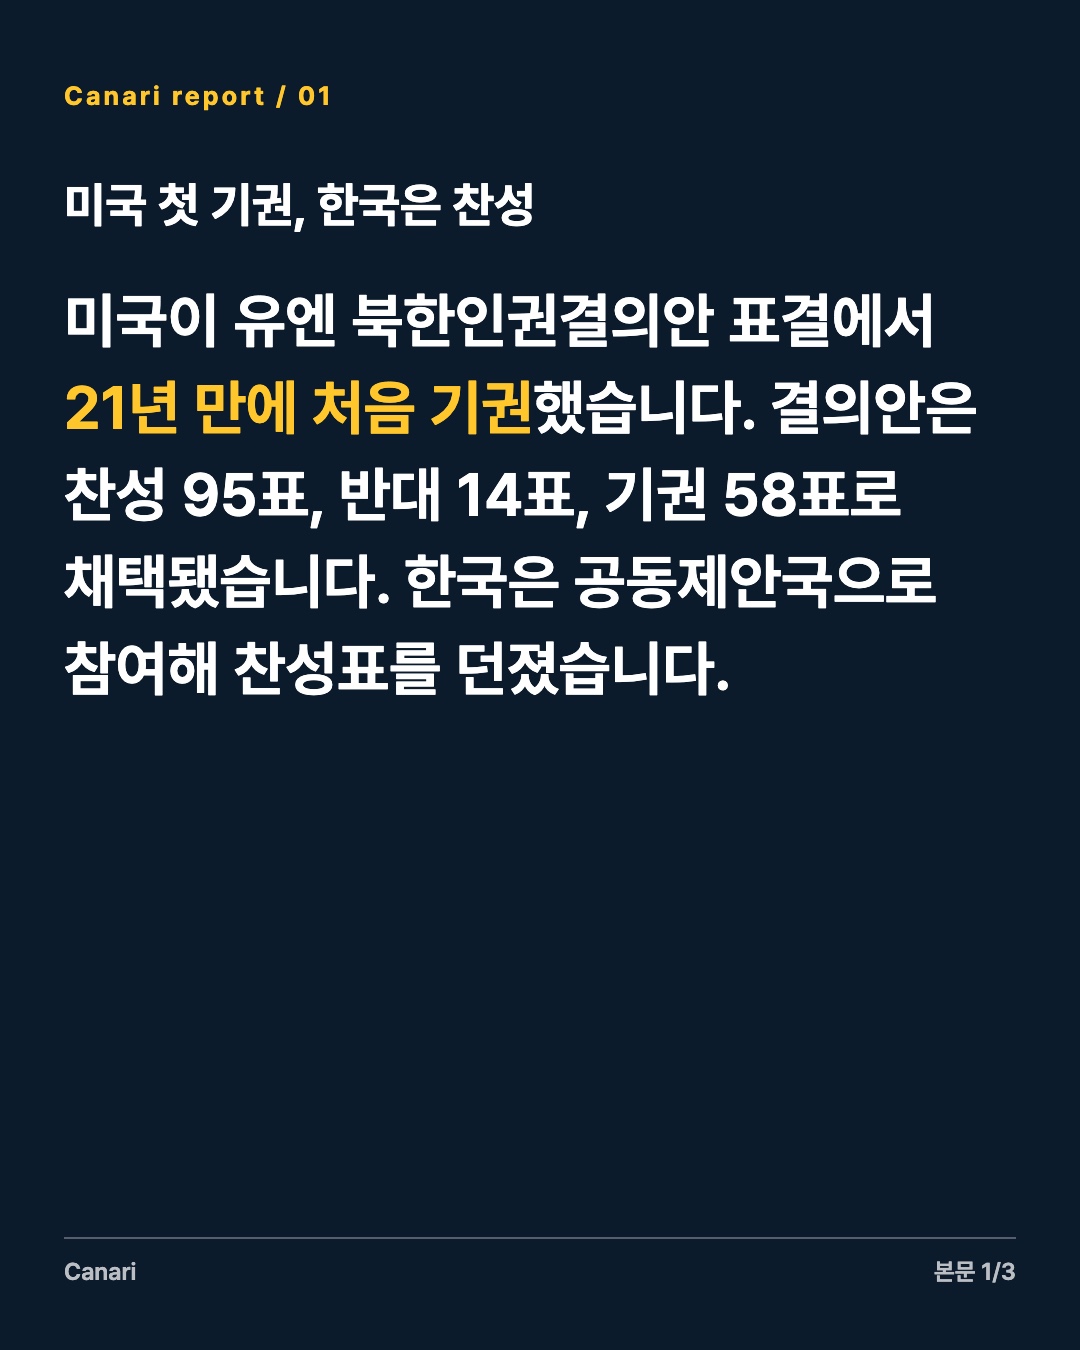 Canari report / 01
미국 첫 기권, 한국은 찬성
미국이 유엔 북한인권결의안 표결에서
21년 만에 처음 기권했습니다. 결의안은
찬성 95표, 반대 14표, 기권 58표로
채택됐습니다. 한국은 공동제안국으로
참여해 찬성표를 던졌습니다.
Canari
본문 1/3